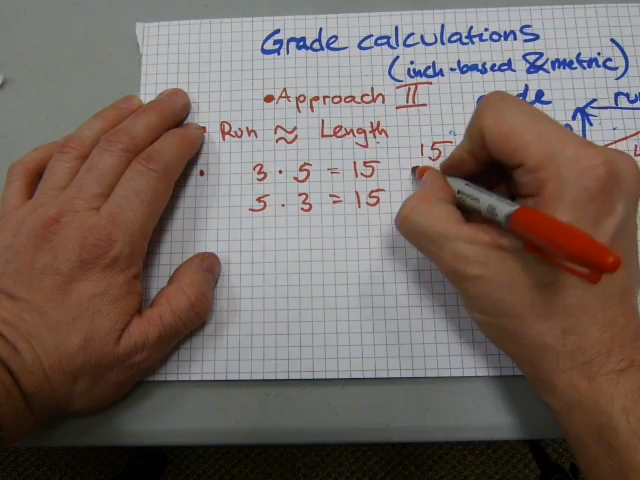 Grade calculations
(inch-based & metric)
•Approach II
• Run ≈ Length
• 3 · 5 = 15
5 · 3 = 15
15